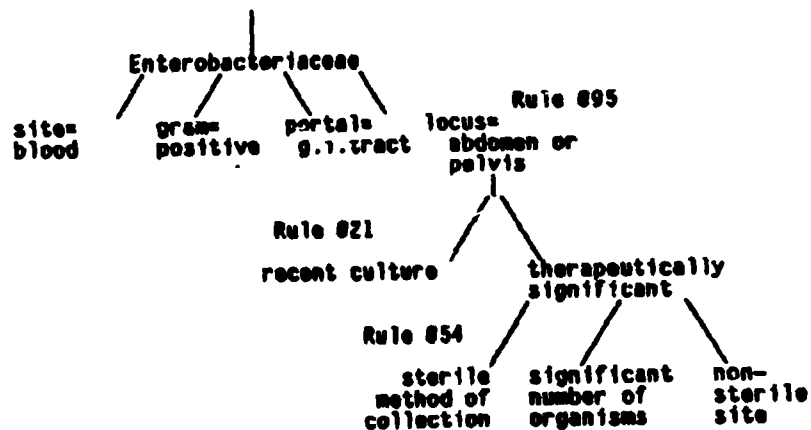 Enterobacteriaceae
Rule 095
site=
blood
gram=
positive
portal=
g.i.tract
locus=
abdomen or
pelvis
Rule 021
recent culture
therapeutically
significant
Rule 054
sterile
method of
collection
significant
number of
organisms
non-
sterile
site